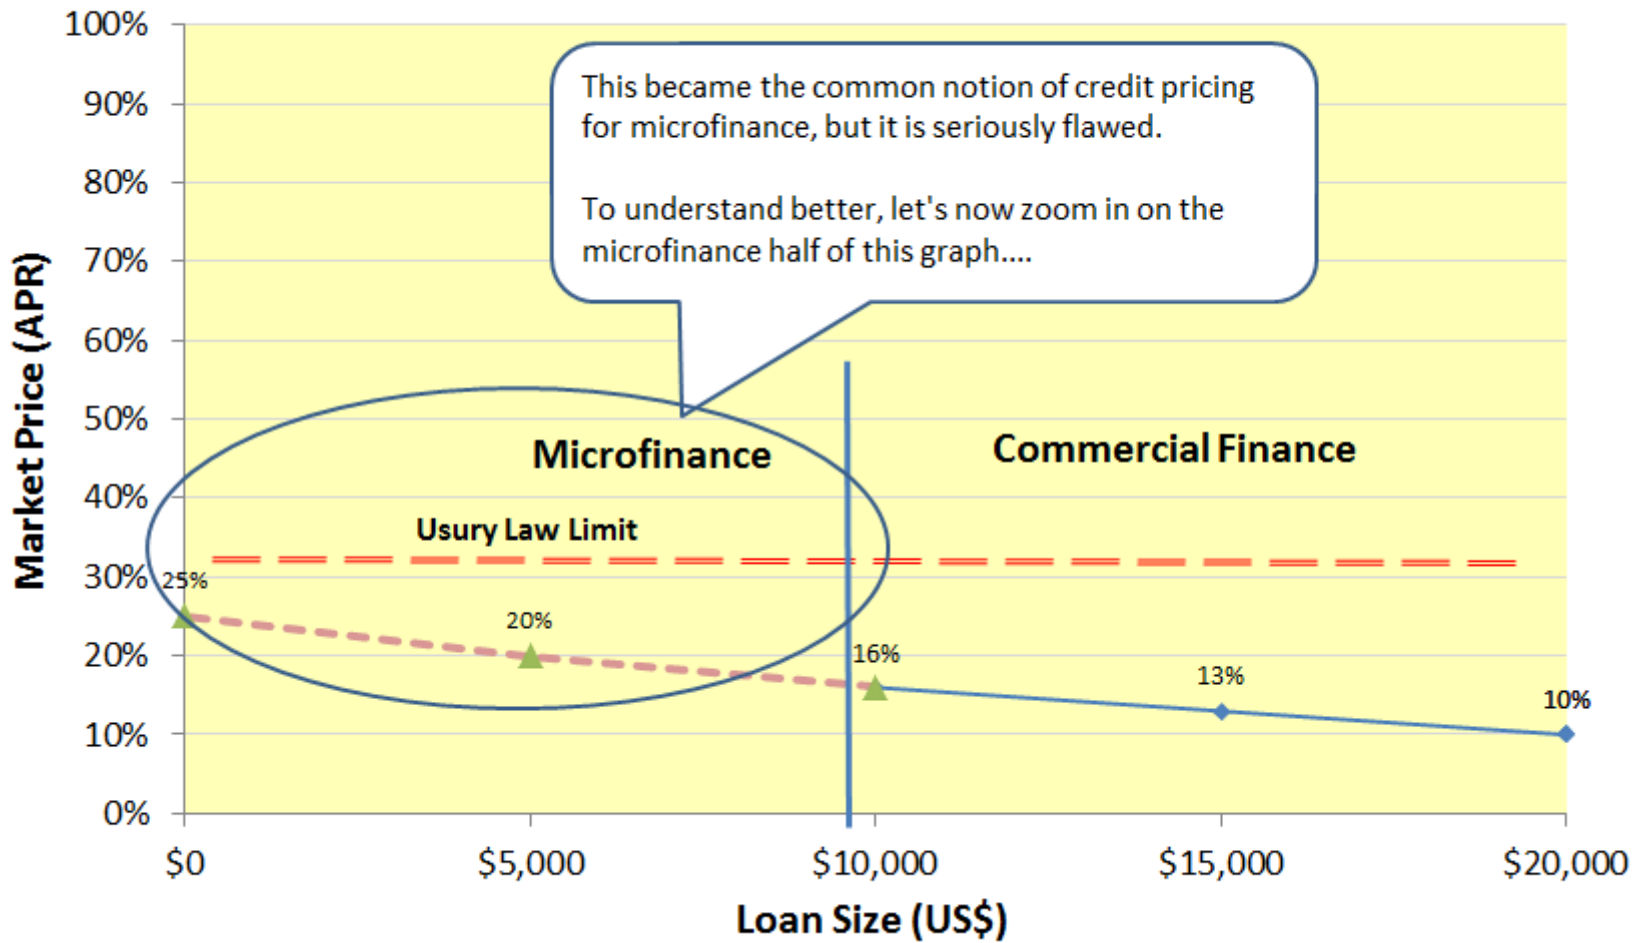 100%
90%
80%
70%
60%
50%
40%
30%
20%
10%
0%
Market Price (APR)
This became the common notion of credit pricing
for microfinance, but it is seriously flawed.
To understand better, let's now zoom in on the
microfinance half of this graph....
Microfinance
Commercial Finance
Usury Law Limit
25%
20%
16%
13%
10%
$0
$5,000
$10,000
$15,000
$20,000
Loan Size (US$)